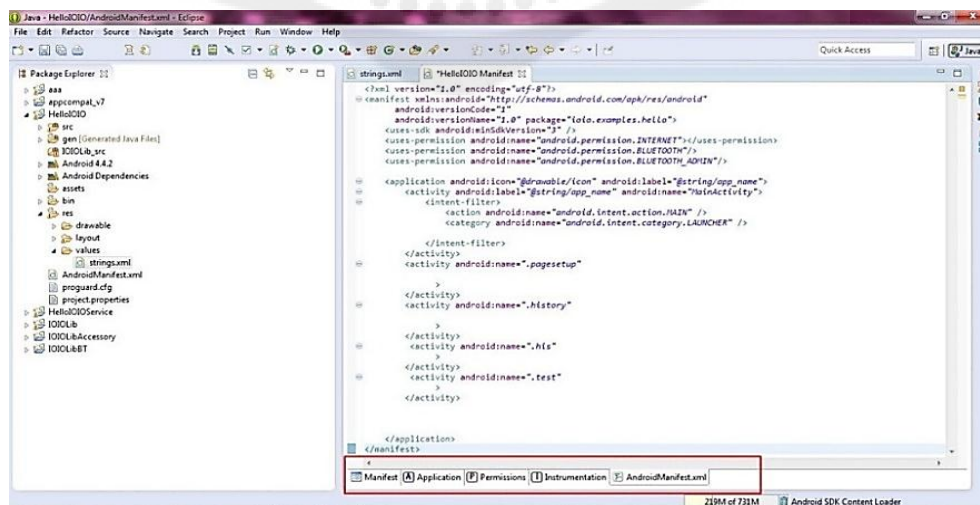 Java - HelloIOIO/AndroidManifest.xml - Eclipse
File Edit Refactor Source Navigate Search Project Run Window Help
Quick Access
Java
Package Explorer
aaa
appcompat_v7
HelloIOIO
src
gen [Generated Java Files]
IOIOLib_src
Android 4.4.2
Android Dependencies
assets
bin
res
drawable
layout
values
strings.xml
AndroidManifest.xml
proguard.cfg
project.properties
HelloIOIOService
IOIOLib
IOIOLibAccessory
IOIOLibBT
strings.xml
*HelloIOIO Manifest
<?xml version="1.0" encoding="utf-8"?>
<manifest xmlns:android="http://schemas.android.com/apk/res/android"
android:versionCode="1"
android:versionName="1.0" package="ioio.examples.hello">
<uses-sdk android:minSdkVersion="3" />
<uses-permission android:name="android.permission.INTERNET"></uses-permission>
<uses-permission android:name="android.permission.BLUETOOTH"/>
<uses-permission android:name="android.permission.BLUETOOTH_ADMIN"/>
<application android:icon="@drawable/icon" android:label="@string/app_name">
<activity android:label="@string/app_name" android:name="MainActivity">
<intent-filter>
<action android:name="android.intent.action.MAIN" />
<category android:name="android.intent.category.LAUNCHER" />
</intent-filter>
</activity>
<activity android:name=".pagesetup"
>
</activity>
<activity android:name=".history"
>
</activity>
<activity android:name=".his"
>
</activity>
<activity android:name=".test"
>
</activity>
</application>
</manifest>
Manifest A Application P Permissions I Instrumentation AndroidManifest.xml
219M of 731M Android SDK Content Loader